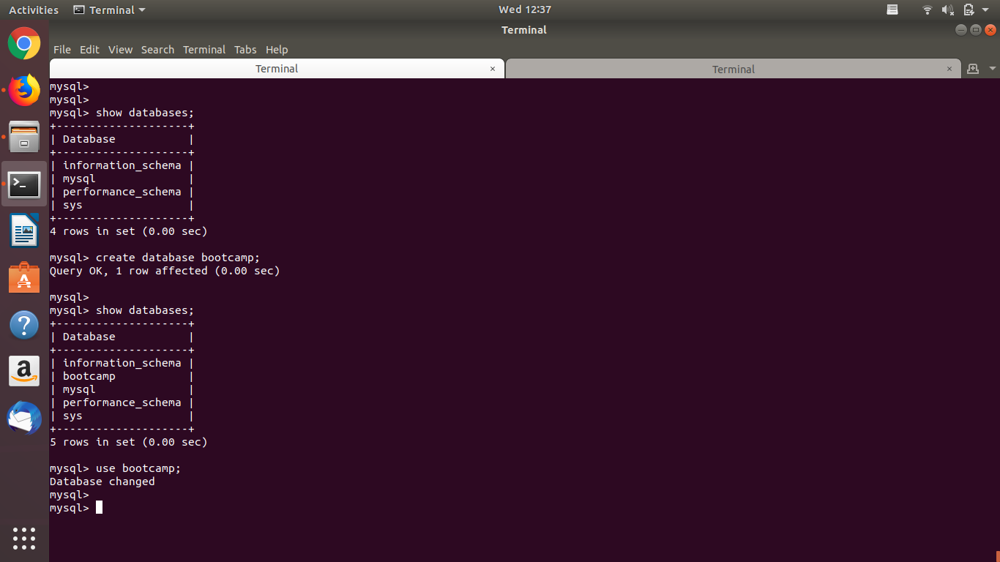 Activities Terminal Wed 12:37
Terminal
File Edit View Search Terminal Tabs Help
Terminal × Terminal ×
mysql>
mysql>
mysql> show databases;
+--------------------+
| Database           |
+--------------------+
| information_schema |
| mysql              |
| performance_schema |
| sys                |
+--------------------+
4 rows in set (0.00 sec)
mysql> create database bootcamp;
Query OK, 1 row affected (0.00 sec)
mysql>
mysql> show databases;
+--------------------+
| Database           |
+--------------------+
| information_schema |
| bootcamp           |
| mysql              |
| performance_schema |
| sys                |
+--------------------+
5 rows in set (0.00 sec)
mysql> use bootcamp;
Database changed
mysql>
mysql>